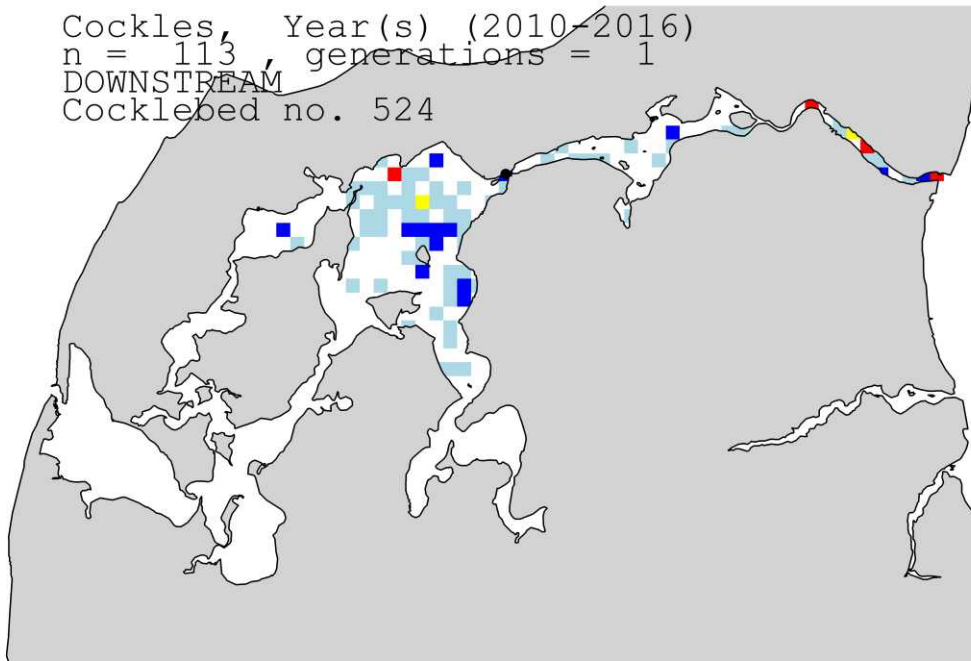 Cockles, Year(s) (2010-2016)
n = 113 , generations = 1
DOWNSTREAM
Cocklebed no. 524